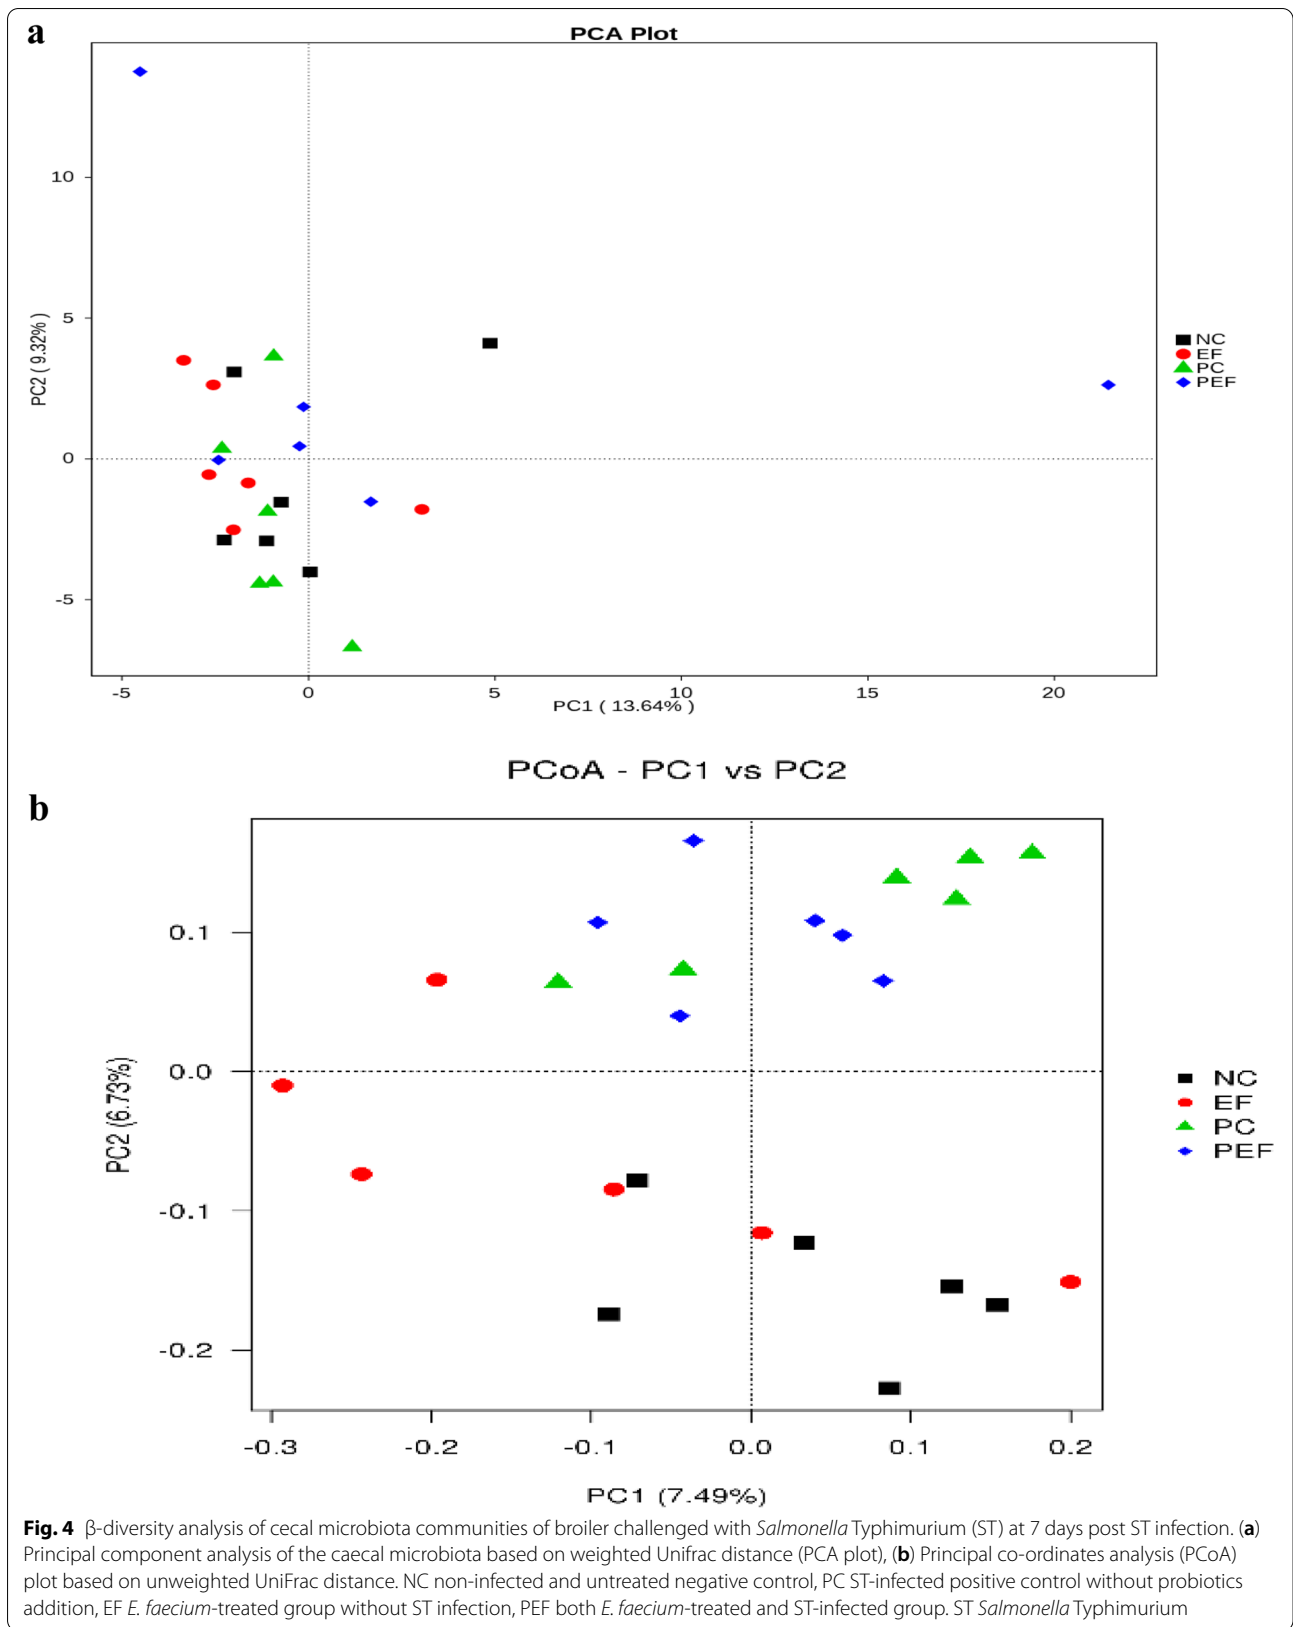 a
PCA Plot
10
5
0
-5
PC2 ( 9.32% )
-5
0
5
10
15
20
PC1 ( 13.64% )
NC
EF
PC
PEF
PCoA - PC1 vs PC2
b
0.1
0.0
-0.1
-0.2
PC2 (6.73%)
-0.3
-0.2
-0.1
0.0
0.1
0.2
PC1 (7.49%)
NC
EF
PC
PEF
Fig. 4 β-diversity analysis of cecal microbiota communities of broiler challenged with Salmonella Typhimurium (ST) at 7 days post ST infection. (a)
Principal component analysis of the caecal microbiota based on weighted Unifrac distance (PCA plot), (b) Principal co-ordinates analysis (PCoA)
plot based on unweighted UniFrac distance. NC non-infected and untreated negative control, PC ST-infected positive control without probiotics
addition, EF E. faecium-treated group without ST infection, PEF both E. faecium-treated and ST-infected group. ST Salmonella Typhimurium